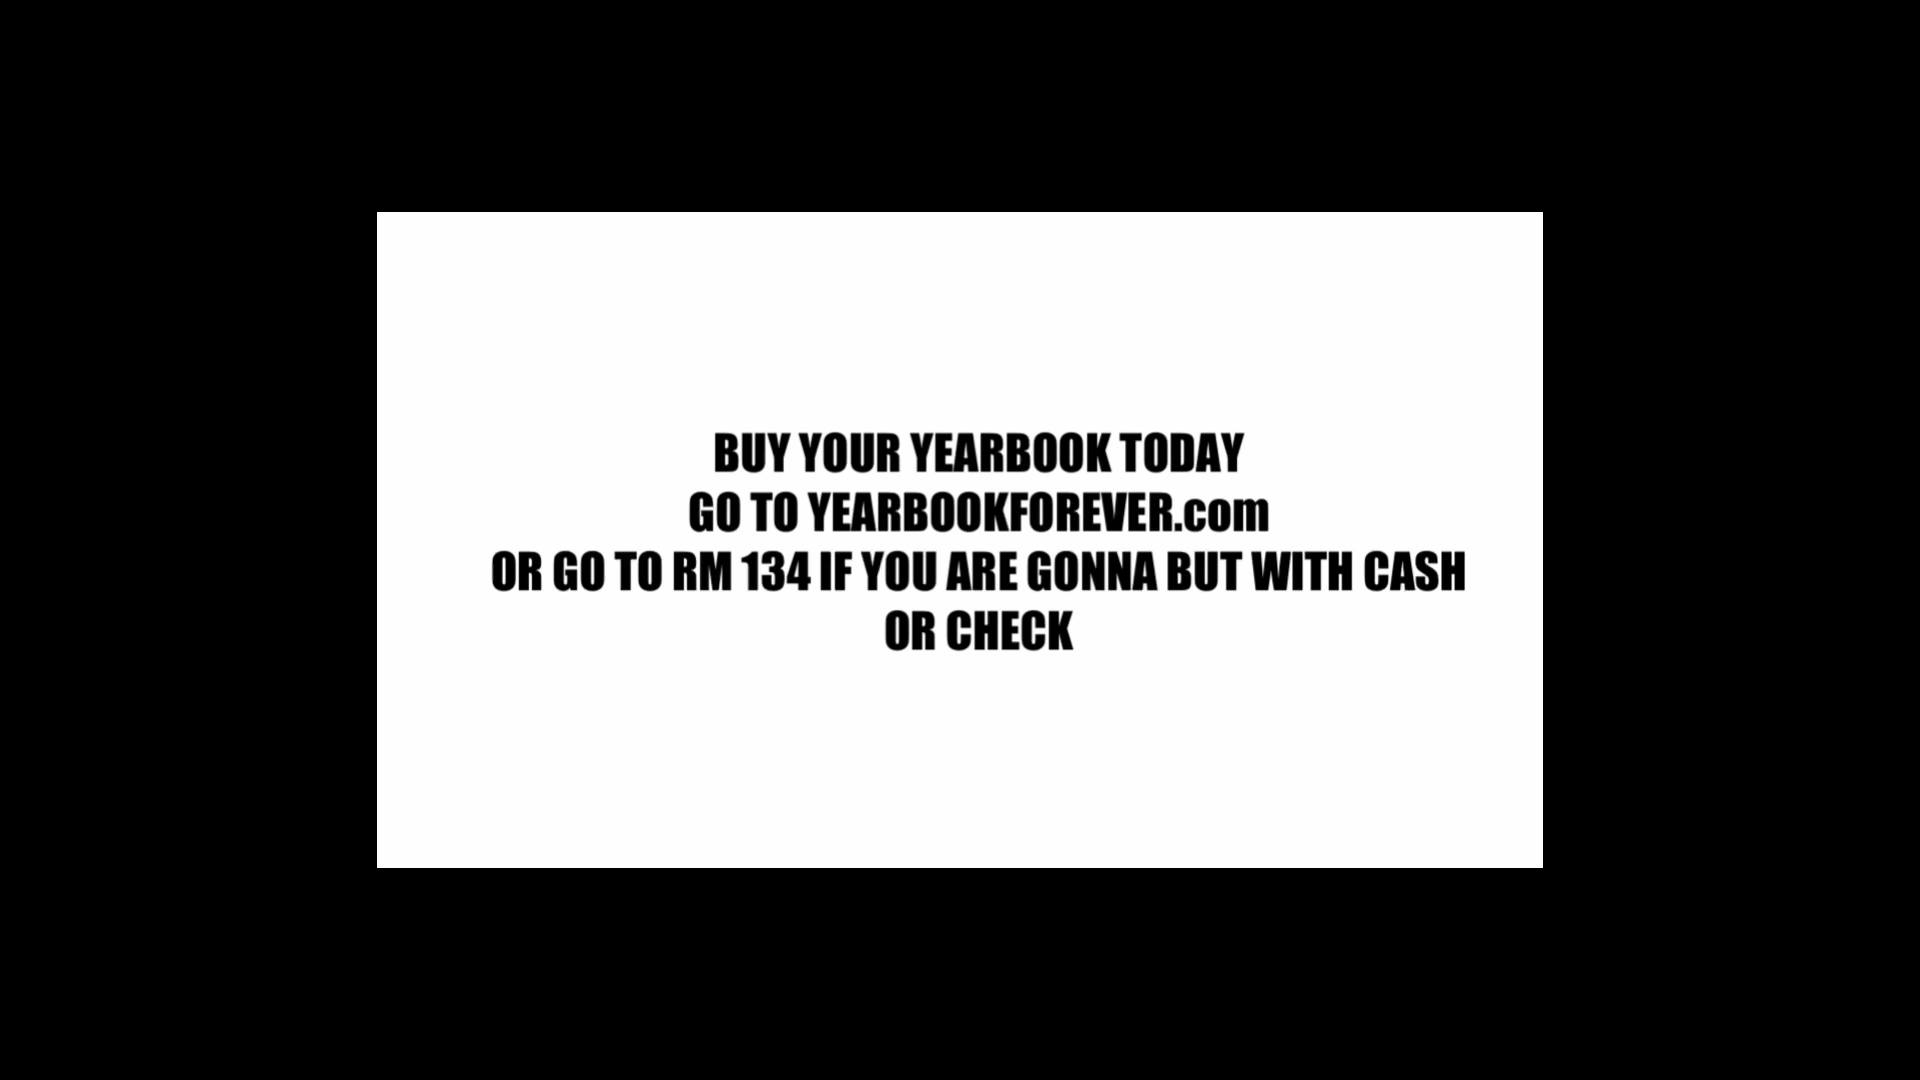 BUY YOUR YEARBOOK TODAY
GO TO YEARBOOKFOREVER.com
OR GO TO RM 134 IF YOU ARE GONNA BUT WITH CASH
OR CHECK